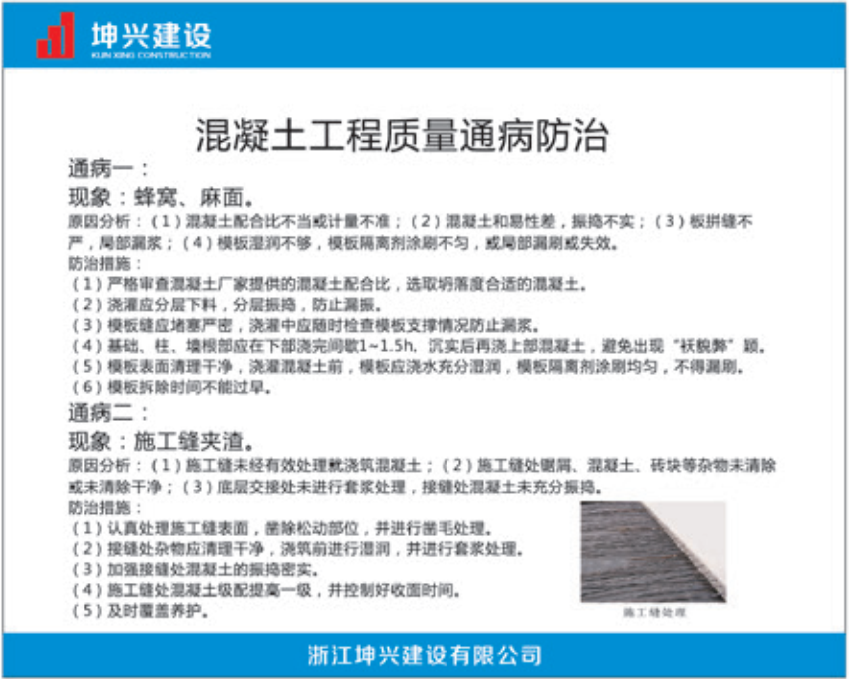 坤兴建设
KUN XING CONSTRUCTION
混凝土工程质量通病防治
通病一：
现象：蜂窝、麻面。
原因分析：（1）混凝土配合比不当或计量不准；（2）混凝土和易性差，振捣不实；（3）板拼缝不
严，局部漏浆；（4）模板湿润不够，模板隔离剂涂刷不匀，或局部漏刷或失效。
防治措施：
（1）严格审查混凝土厂家提供的混凝土配合比，选取坍落度合适的混凝土。
（2）浇灌应分层下料，分层振捣，防止漏振。
（3）模板缝应堵塞严密，浇灌中应随时检查模板支撑情况防止漏浆。
（4）基础、柱、墙根部应在下部浇完间歇1~1.5h，沉实后再浇上部混凝土，避免出现“袄貌弊”颖。
（5）模板表面清理干净，浇灌混凝土前，模板应浇水充分湿润，模板隔离剂涂刷均匀，不得漏刷。
（6）模板拆除时间不能过早。
通病二：
现象：施工缝夹渣。
原因分析：（1）施工缝未经有效处理就浇筑混凝土；（2）施工缝处锯屑、混凝土、砖块等杂物未清除
或未清除干净；（3）底层交接处未进行套浆处理，接缝处混凝土未充分振捣。
防治措施：
（1）认真处理施工缝表面，凿除松动部位，并进行凿毛处理。
（2）接缝处杂物应清理干净，浇筑前进行湿润，并进行套浆处理。
（3）加强接缝处混凝土的振捣密实。
（4）施工缝处混凝土级配提高一级，并控制好收面时间。
（5）及时覆盖养护。
施工缝处理
浙江坤兴建设有限公司